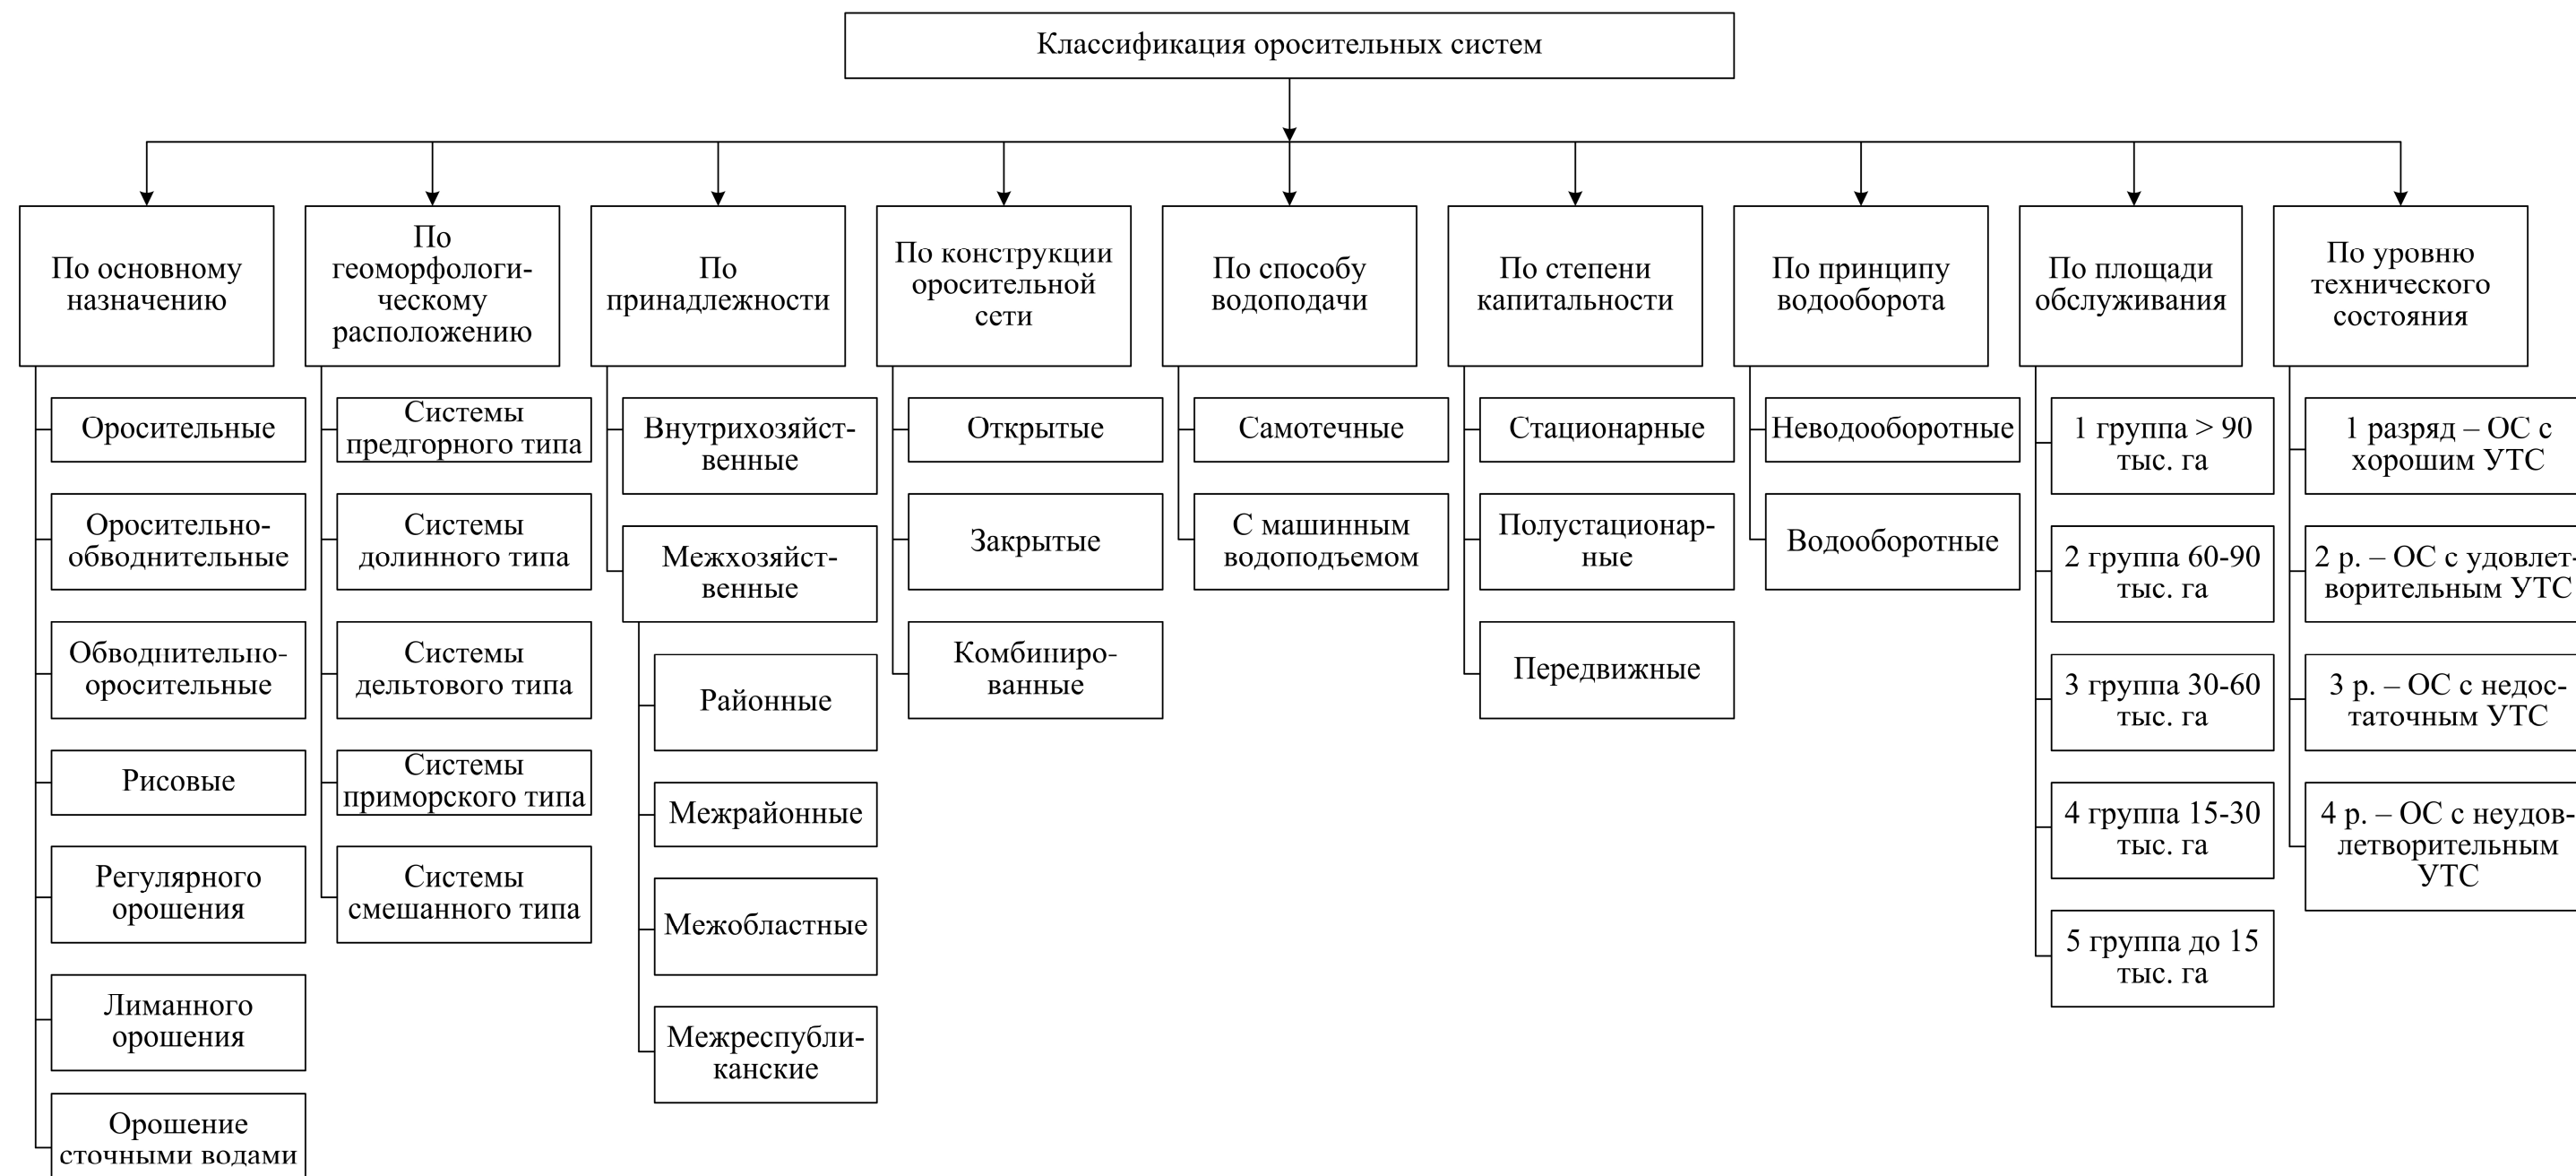 Классификация оросительных систем
По основному
назначению
Оросительные
Оросительно-
обводнительные
Обводнительно-
оросительные
Рисовые
Регулярного
орошения
Лиманного
орошения
Орошение
сточными водами
По
геоморфологи-
ческому
расположению
Системы
предгорного типа
Системы
долинного типа
Системы
дельтового типа
Системы
приморского типа
Системы
смешанного типа
По
принадлежности
Внутрихозяйст-
венные
Межхозяйст-
венные
Районные
Межрайонные
Межобластные
Межреспубли-
канские
По конструкции
оросительной
сети
Открытые
Закрытые
Комбиниро-
ванные
По способу
водоподачи
Самотечные
С машинным
водоподъемом
По степени
капитальности
Стационарные
Полустационар-
ные
Передвижные
По принципу
водооборота
Неводооборотные
Водооборотные
По площади
обслуживания
1 группа > 90
тыс. га
2 группа 60-90
тыс. га
3 группа 30-60
тыс. га
4 группа 15-30
тыс. га
5 группа до 15
тыс. га
По уровню
технического
состояния
1 разряд – ОС с
хорошим УТС
2 р. – ОС с удовлет-
ворительным УТС
3 р. – ОС с недос-
таточным УТС
4 р. – ОС с неудов-
летворительным
УТС